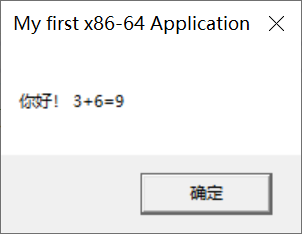 My first x86-64 Application
你好! 3+6=9
确定